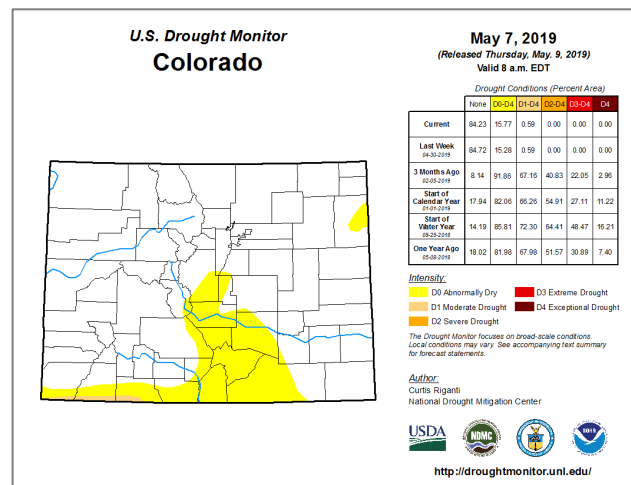 U.S. Drought Monitor
Colorado
May 7, 2019
(Released Thursday, May. 9, 2019)
Valid 8 a.m. EDT
Drought Conditions (Percent Area)
None D0-D4 D1-D4 D2-D4 D3-D4 D4
Current 84.23 15.77 0.59 0.00 0.00 0.00
Last Week 84.72 15.28 0.59 0.00 0.00 0.00
04-30-2019
3 Months Ago 8.14 91.86 67.16 40.83 22.05 2.96
02-05-2019
Start of
Calendar Year 17.94 82.06 66.26 54.91 27.11 11.22
01-01-2019
Start of
Water Year 14.19 85.81 72.30 64.41 48.47 16.21
09-25-2018
One Year Ago 18.02 81.98 67.98 51.57 30.89 7.40
05-08-2018
Intensity:
D0 Abnormally Dry D3 Extreme Drought
D1 Moderate Drought D4 Exceptional Drought
D2 Severe Drought
The Drought Monitor focuses on broad-scale conditions.
Local conditions may vary. See accompanying text summary
for forecast statements.
Author:
Curtis Riganti
National Drought Mitigation Center
USDA NDMC NOAA
http://droughtmonitor.unl.edu/